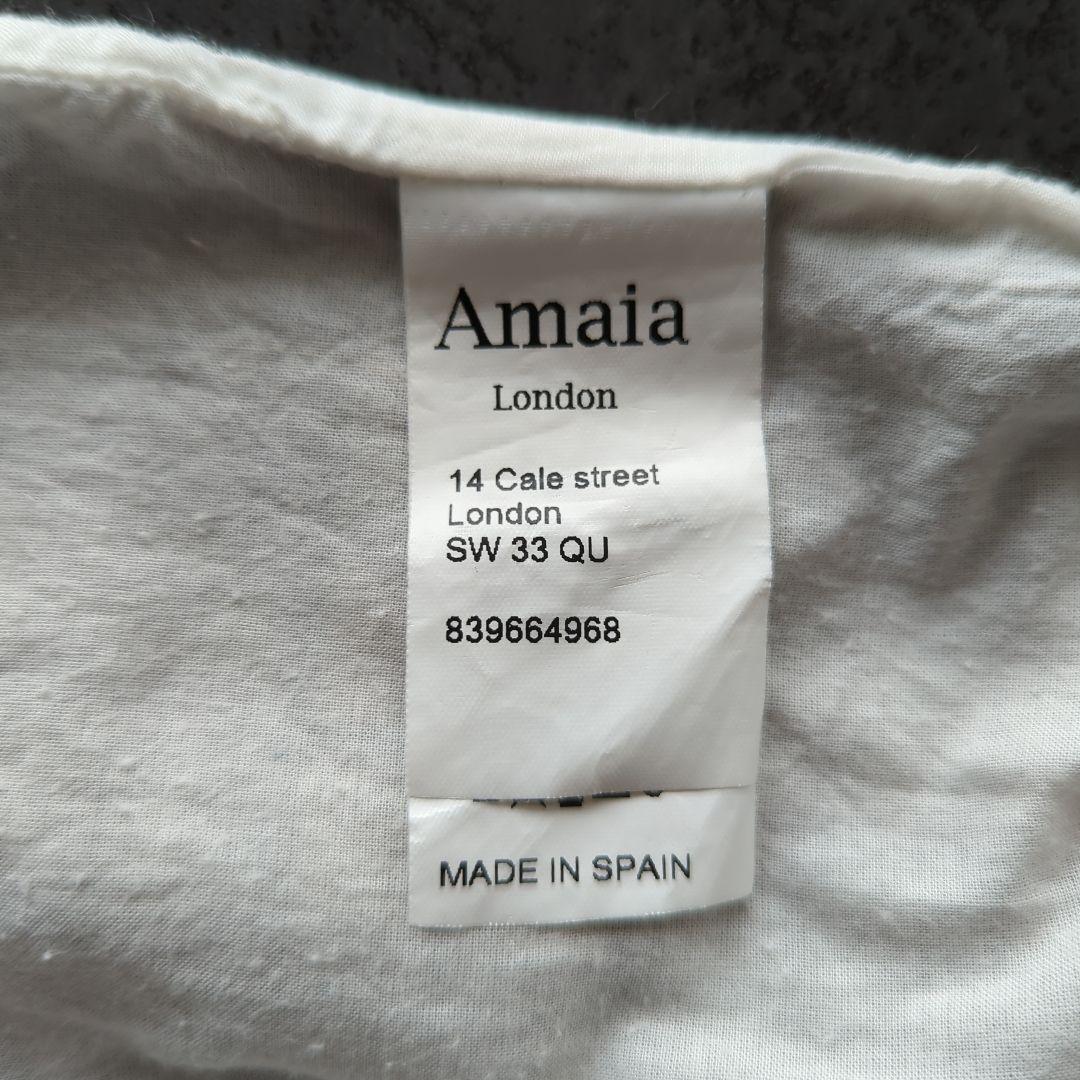 Amaia
London
14 Cale street
London
SW 33 QU
839664968
MADE IN SPAIN